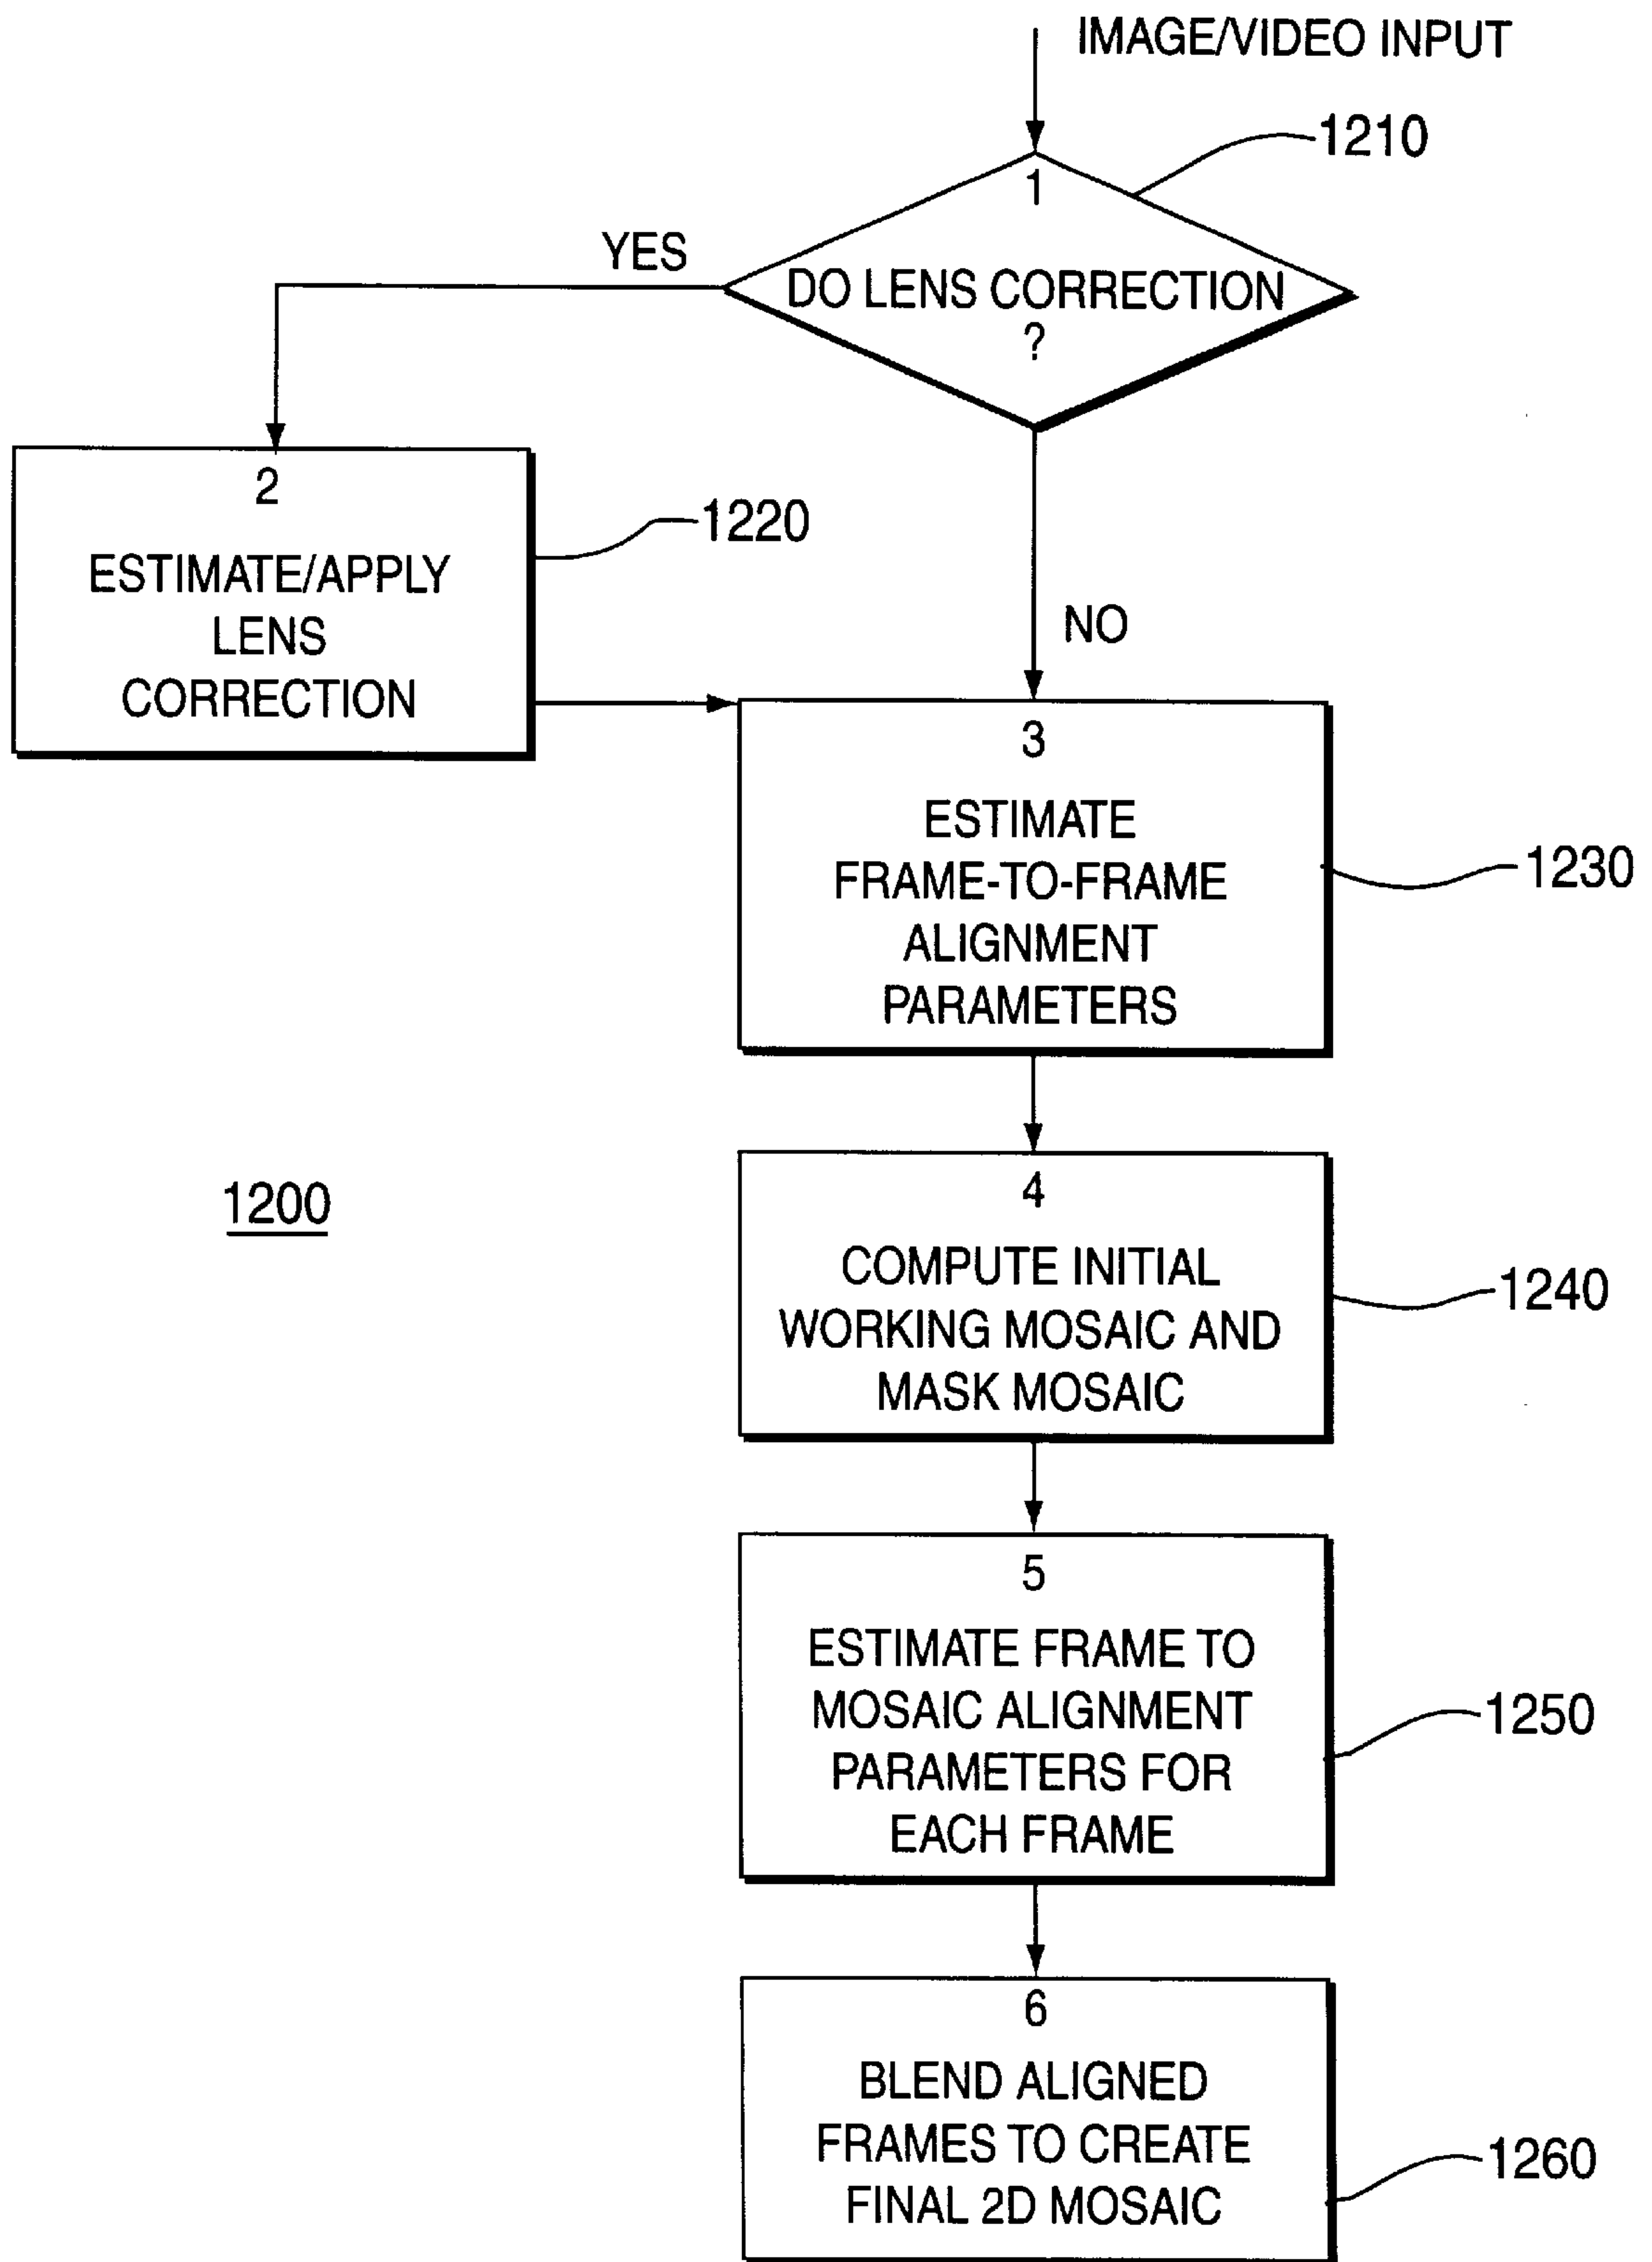 IMAGE/VIDEO INPUT
1210
1
DO LENS CORRECTION
?
YES
NO
2
ESTIMATE/APPLY
LENS
CORRECTION
1220
3
ESTIMATE
FRAME-TO-FRAME
ALIGNMENT
PARAMETERS
1230
1200
4
COMPUTE INITIAL
WORKING MOSAIC AND
MASK MOSAIC
1240
5
ESTIMATE FRAME TO
MOSAIC ALIGNMENT
PARAMETERS FOR
EACH FRAME
1250
6
BLEND ALIGNED
FRAMES TO CREATE
FINAL 2D MOSAIC
1260